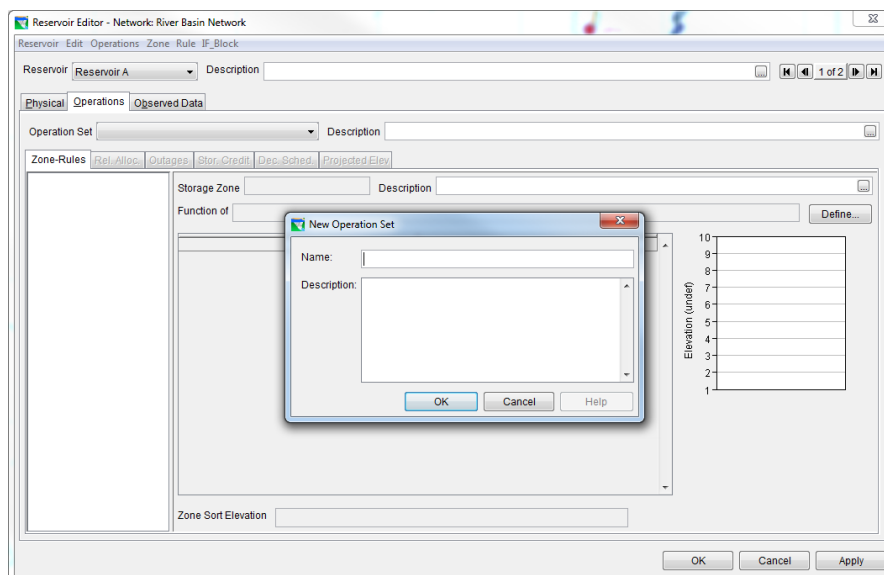 Reservoir Editor - Network: River Basin Network
Reservoir Edit Operations Zone Rule IF_Block
Reservoir Reservoir A Description ... 1 of 2
Physical Operations Observed Data
Operation Set Description ...
Zone-Rules Rel. Alloc. Outages Stor. Credit Dec. Sched. Projected Elev
Storage Zone Description ...
Function of Define...
New Operation Set
Name:
Description:
OK Cancel Help
Elevation (undef)
10
9
8
7
6
5
4
3
2
1
Zone Sort Elevation
OK Cancel Apply